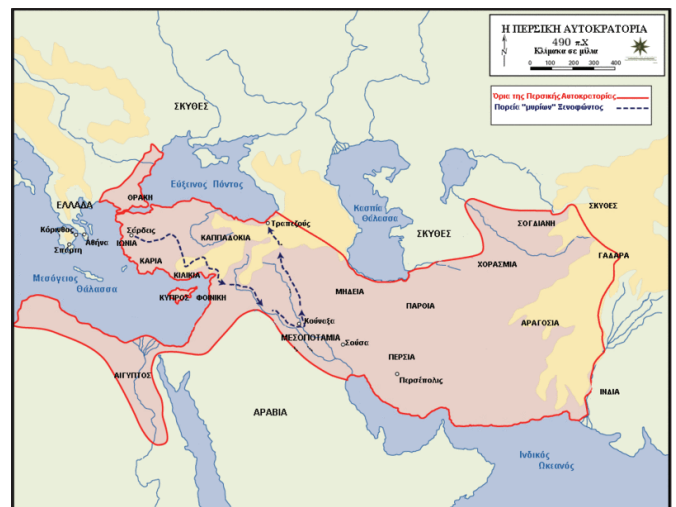 Η ΠΕΡΣΙΚΗ ΑΥΤΟΚΡΑΤΟΡΙΑ
490 π.Χ
Κλίμακα σε μίλια
N
0 100 200 300 400
Όρια της Περσικής Αυτοκρατορίας
Πορεία "μυρίων" Ξενοφώντος
ΣΚΥΘΕΣ
Εύξεινος Πόντος
Κασπία
Θάλασσα
ΣΚΥΘΕΣ
ΣΚΥΘΕΣ
ΣΟΓΔΙΑΝΗ
ΘΡΑΚΗ
ΕΛΛΑΔΑ
Κόρινθος
Αθήνα
Σπάρτη
Σάρδεις
ΙΩΝΙΑ
ΚΑΡΙΑ
ΚΑΠΠΑΔΟΚΙΑ
Τραπεζούς
ΚΙΛΙΚΙΑ
ΚΥΠΡΟΣ
ΦΟΙΝΙΚΗ
Μεσόγειος
Θάλασσα
ΧΟΡΑΣΜΙΑ
ΓΑΔΑΡΑ
ΜΗΔΕΙΑ
ΠΑΡΘΙΑ
ΑΡΑΓΟΣΙΑ
Κούναξα
ΜΕΣΟΠΟΤΑΜΙΑ
Σούσα
ΠΕΡΣΙΑ
Περσέπολις
ΑΙΓΥΠΤΟΣ
ΑΡΑΒΙΑ
ΙΝΔΙΑ
Ινδικός
Ωκεανός